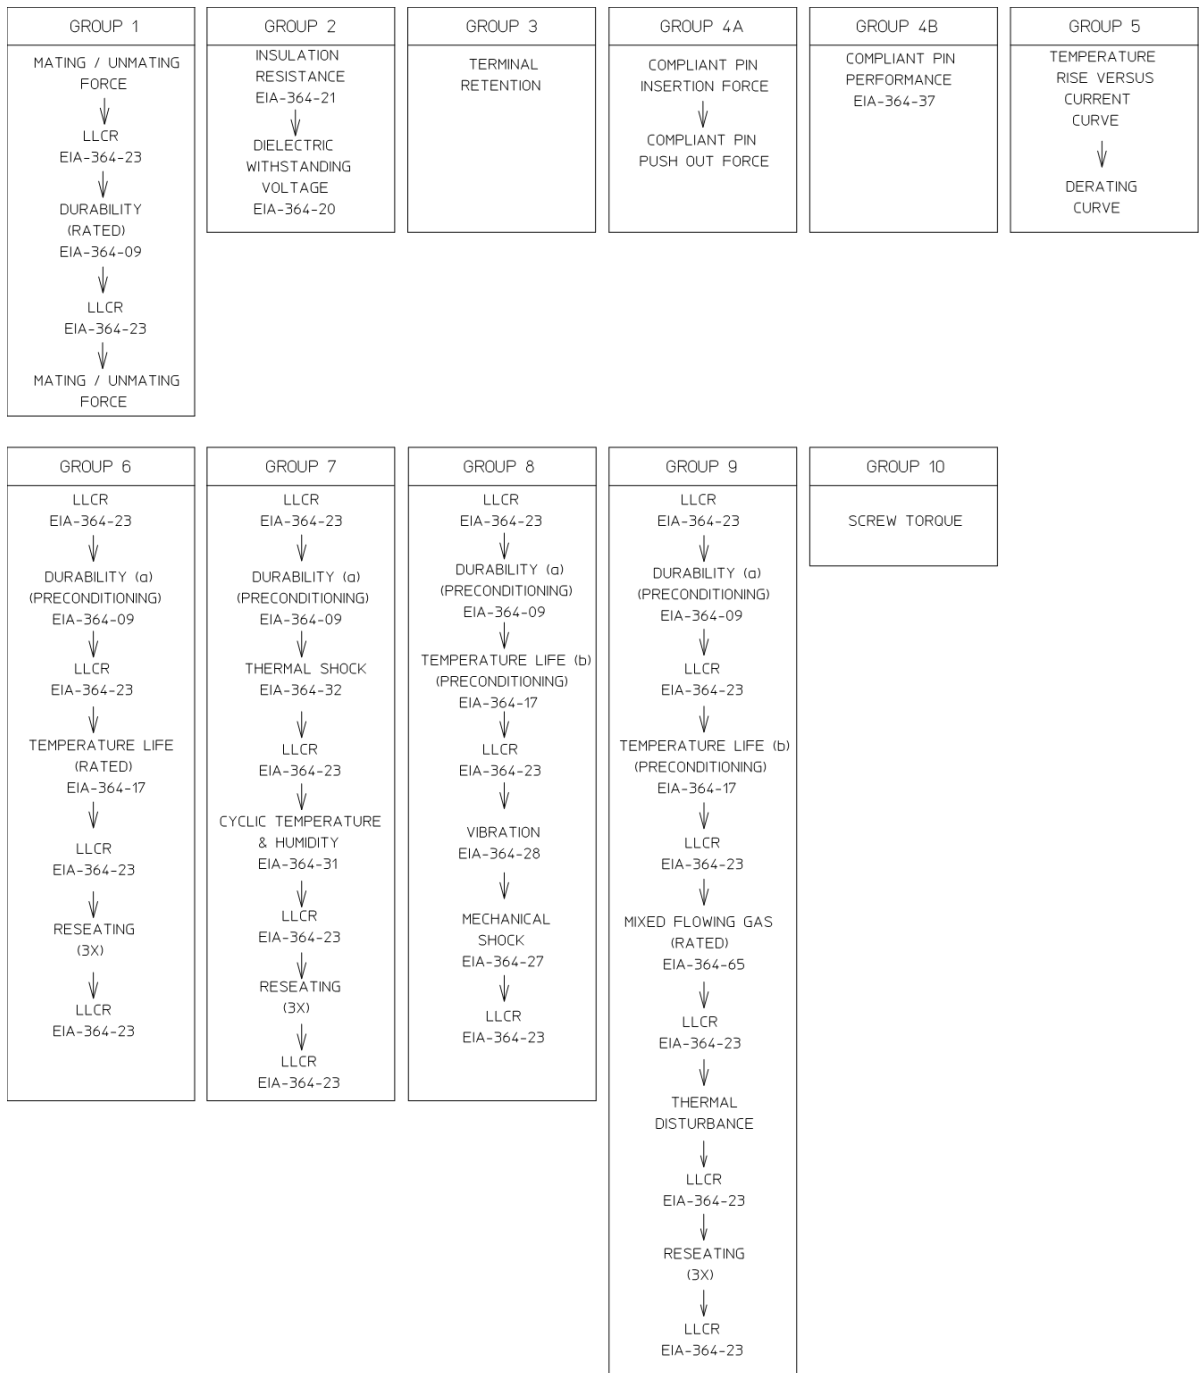 GROUP 1
MATING / UNMATING
FORCE
LLCR
EIA-364-23
DURABILITY
(RATED)
EIA-364-09
LLCR
EIA-364-23
MATING / UNMATING
FORCE
GROUP 2
INSULATION
RESISTANCE
EIA-364-21
DIELECTRIC
WITHSTANDING
VOLTAGE
EIA-364-20
GROUP 3
TERMINAL
RETENTION
GROUP 4A
COMPLIANT PIN
INSERTION FORCE
COMPLIANT PIN
PUSH OUT FORCE
GROUP 4B
COMPLIANT PIN
PERFORMANCE
EIA-364-37
GROUP 5
TEMPERATURE
RISE VERSUS
CURRENT
CURVE
DERATING
CURVE
GROUP 6
LLCR
EIA-364-23
DURABILITY (a)
(PRECONDITIONING)
EIA-364-09
LLCR
EIA-364-23
TEMPERATURE LIFE
(RATED)
EIA-364-17
LLCR
EIA-364-23
RESEATING
(3X)
LLCR
EIA-364-23
GROUP 7
LLCR
EIA-364-23
DURABILITY (a)
(PRECONDITIONING)
EIA-364-09
THERMAL SHOCK
EIA-364-32
LLCR
EIA-364-23
CYCLIC TEMPERATURE
& HUMIDITY
EIA-364-31
LLCR
EIA-364-23
RESEATING
(3X)
LLCR
EIA-364-23
GROUP 8
LLCR
EIA-364-23
DURABILITY (a)
(PRECONDITIONING)
EIA-364-09
TEMPERATURE LIFE (b)
(PRECONDITIONING)
EIA-364-17
LLCR
EIA-364-23
VIBRATION
EIA-364-28
MECHANICAL
SHOCK
EIA-364-27
LLCR
EIA-364-23
GROUP 9
LLCR
EIA-364-23
DURABILITY (a)
(PRECONDITIONING)
EIA-364-09
LLCR
EIA-364-23
TEMPERATURE LIFE (b)
(PRECONDITIONING)
EIA-364-17
LLCR
EIA-364-23
MIXED FLOWING GAS
(RATED)
EIA-364-65
LLCR
EIA-364-23
THERMAL
DISTURBANCE
LLCR
EIA-364-23
RESEATING
(3X)
LLCR
EIA-364-23
GROUP 10
SCREW TORQUE